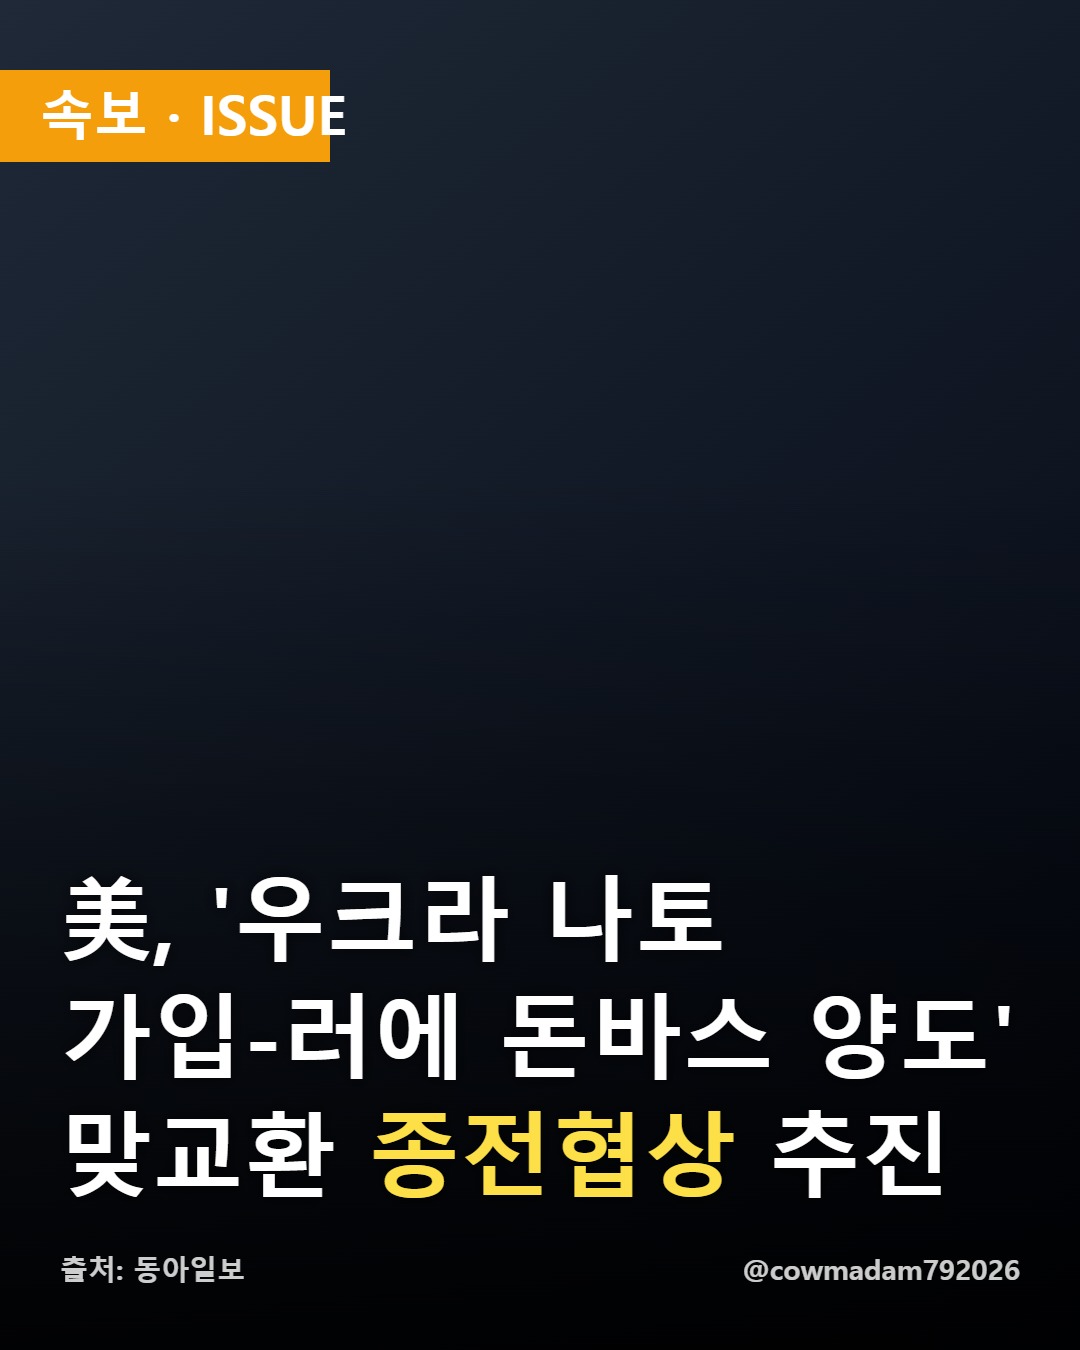 속보 · ISSUE
美, '우크라 나토
가입-러에 돈바스 양도'
맞교환 종전협상 추진
출처: 동아일보
@cowmadam792026